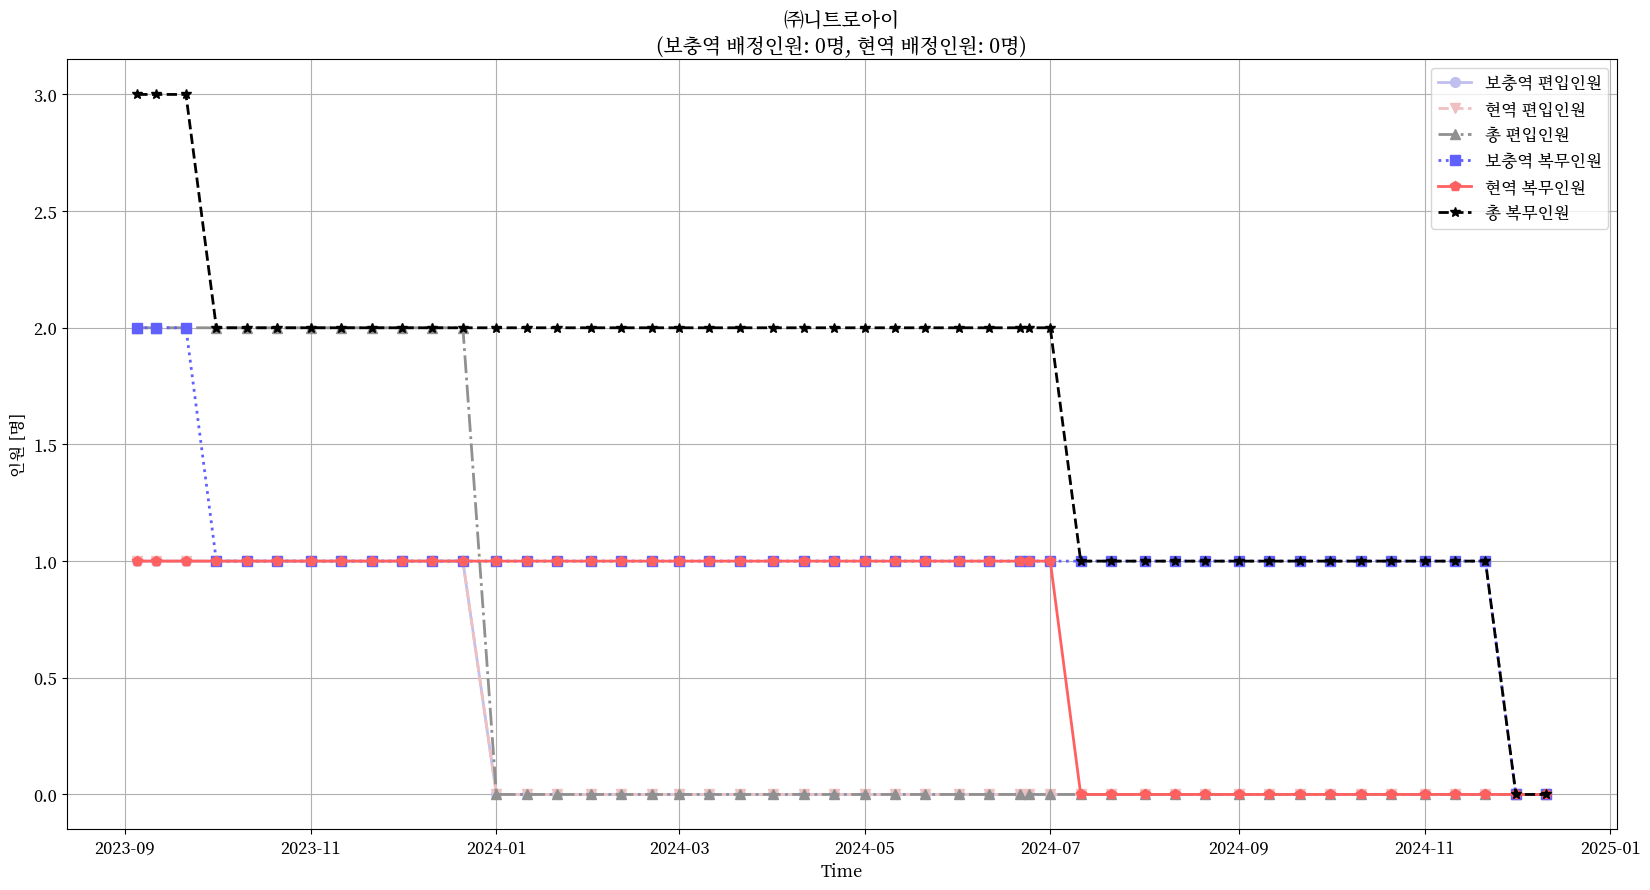 ㈜니트로아이
(보충역 배정인원: 0명, 현역 배정인원: 0명)
보충역 편입인원
현역 편입인원
총 편입인원
보충역 복무인원
현역 복무인원
총 복무인원
3.0
2.5
2.0
1.5
1.0
0.5
0.0
인원 [명]
2023-09
2023-11
2024-01
2024-03
2024-05
2024-07
2024-09
2024-11
2025-01
Time